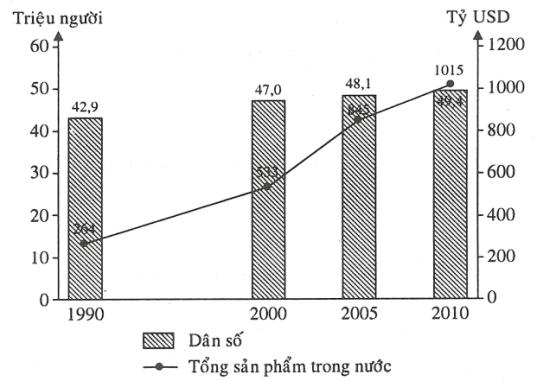 Triệu người Tỷ USD
60 1200
1015
50 47,0 48,1 1000
42,9 49,4
845
40 800
30 533 600
20 400
264
10 200
0 0
1990 2000 2005 2010
Dân số
Tổng sản phẩm trong nước